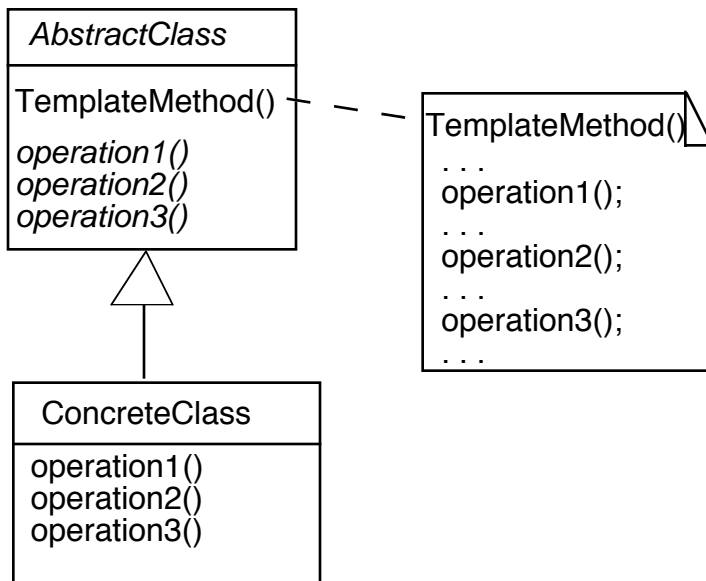 AbstractClass
TemplateMethod()
operation1()
operation2()
operation3()
TemplateMethod()
. . .
operation1();
. . .
operation2();
. . .
operation3();
. . .
ConcreteClass
operation1()
operation2()
operation3()